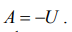 A = −U .